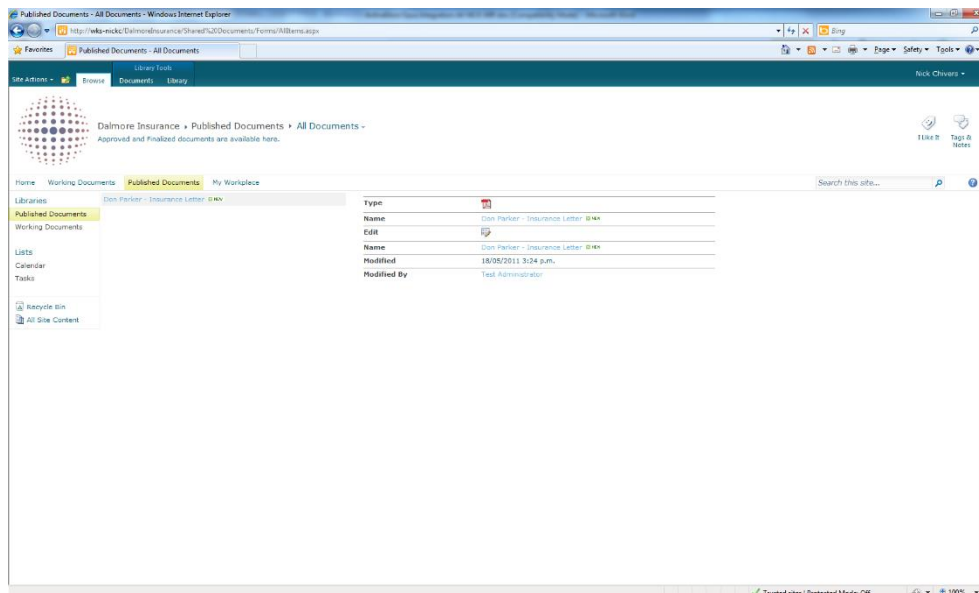 Published Documents - All Documents - Windows Internet Explorer
http://wks-nickc/DalmoreInsurance/Shared%20Documents/Forms/AllItems.aspx
Bing
Favorites
Published Documents - All Documents
Page
Safety
Tools
Library Tools
Site Actions
Browse
Documents
Library
Nick Chivers
Dalmore Insurance
Published Documents
All Documents
Approved and Finalized documents are available here.
I Like It
Tags & Notes
Home
Working Documents
Published Documents
My Workplace
Search this site...
Libraries
Published Documents
Working Documents
Lists
Calendar
Tasks
Recycle Bin
All Site Content
Don Parker - Insurance Letter NEW
Type
Name Don Parker - Insurance Letter NEW
Edit
Name Don Parker - Insurance Letter NEW
Modified 18/05/2011 3:24 p.m.
Modified By Test Administrator
Trusted sites | Protected Mode: Off
100%